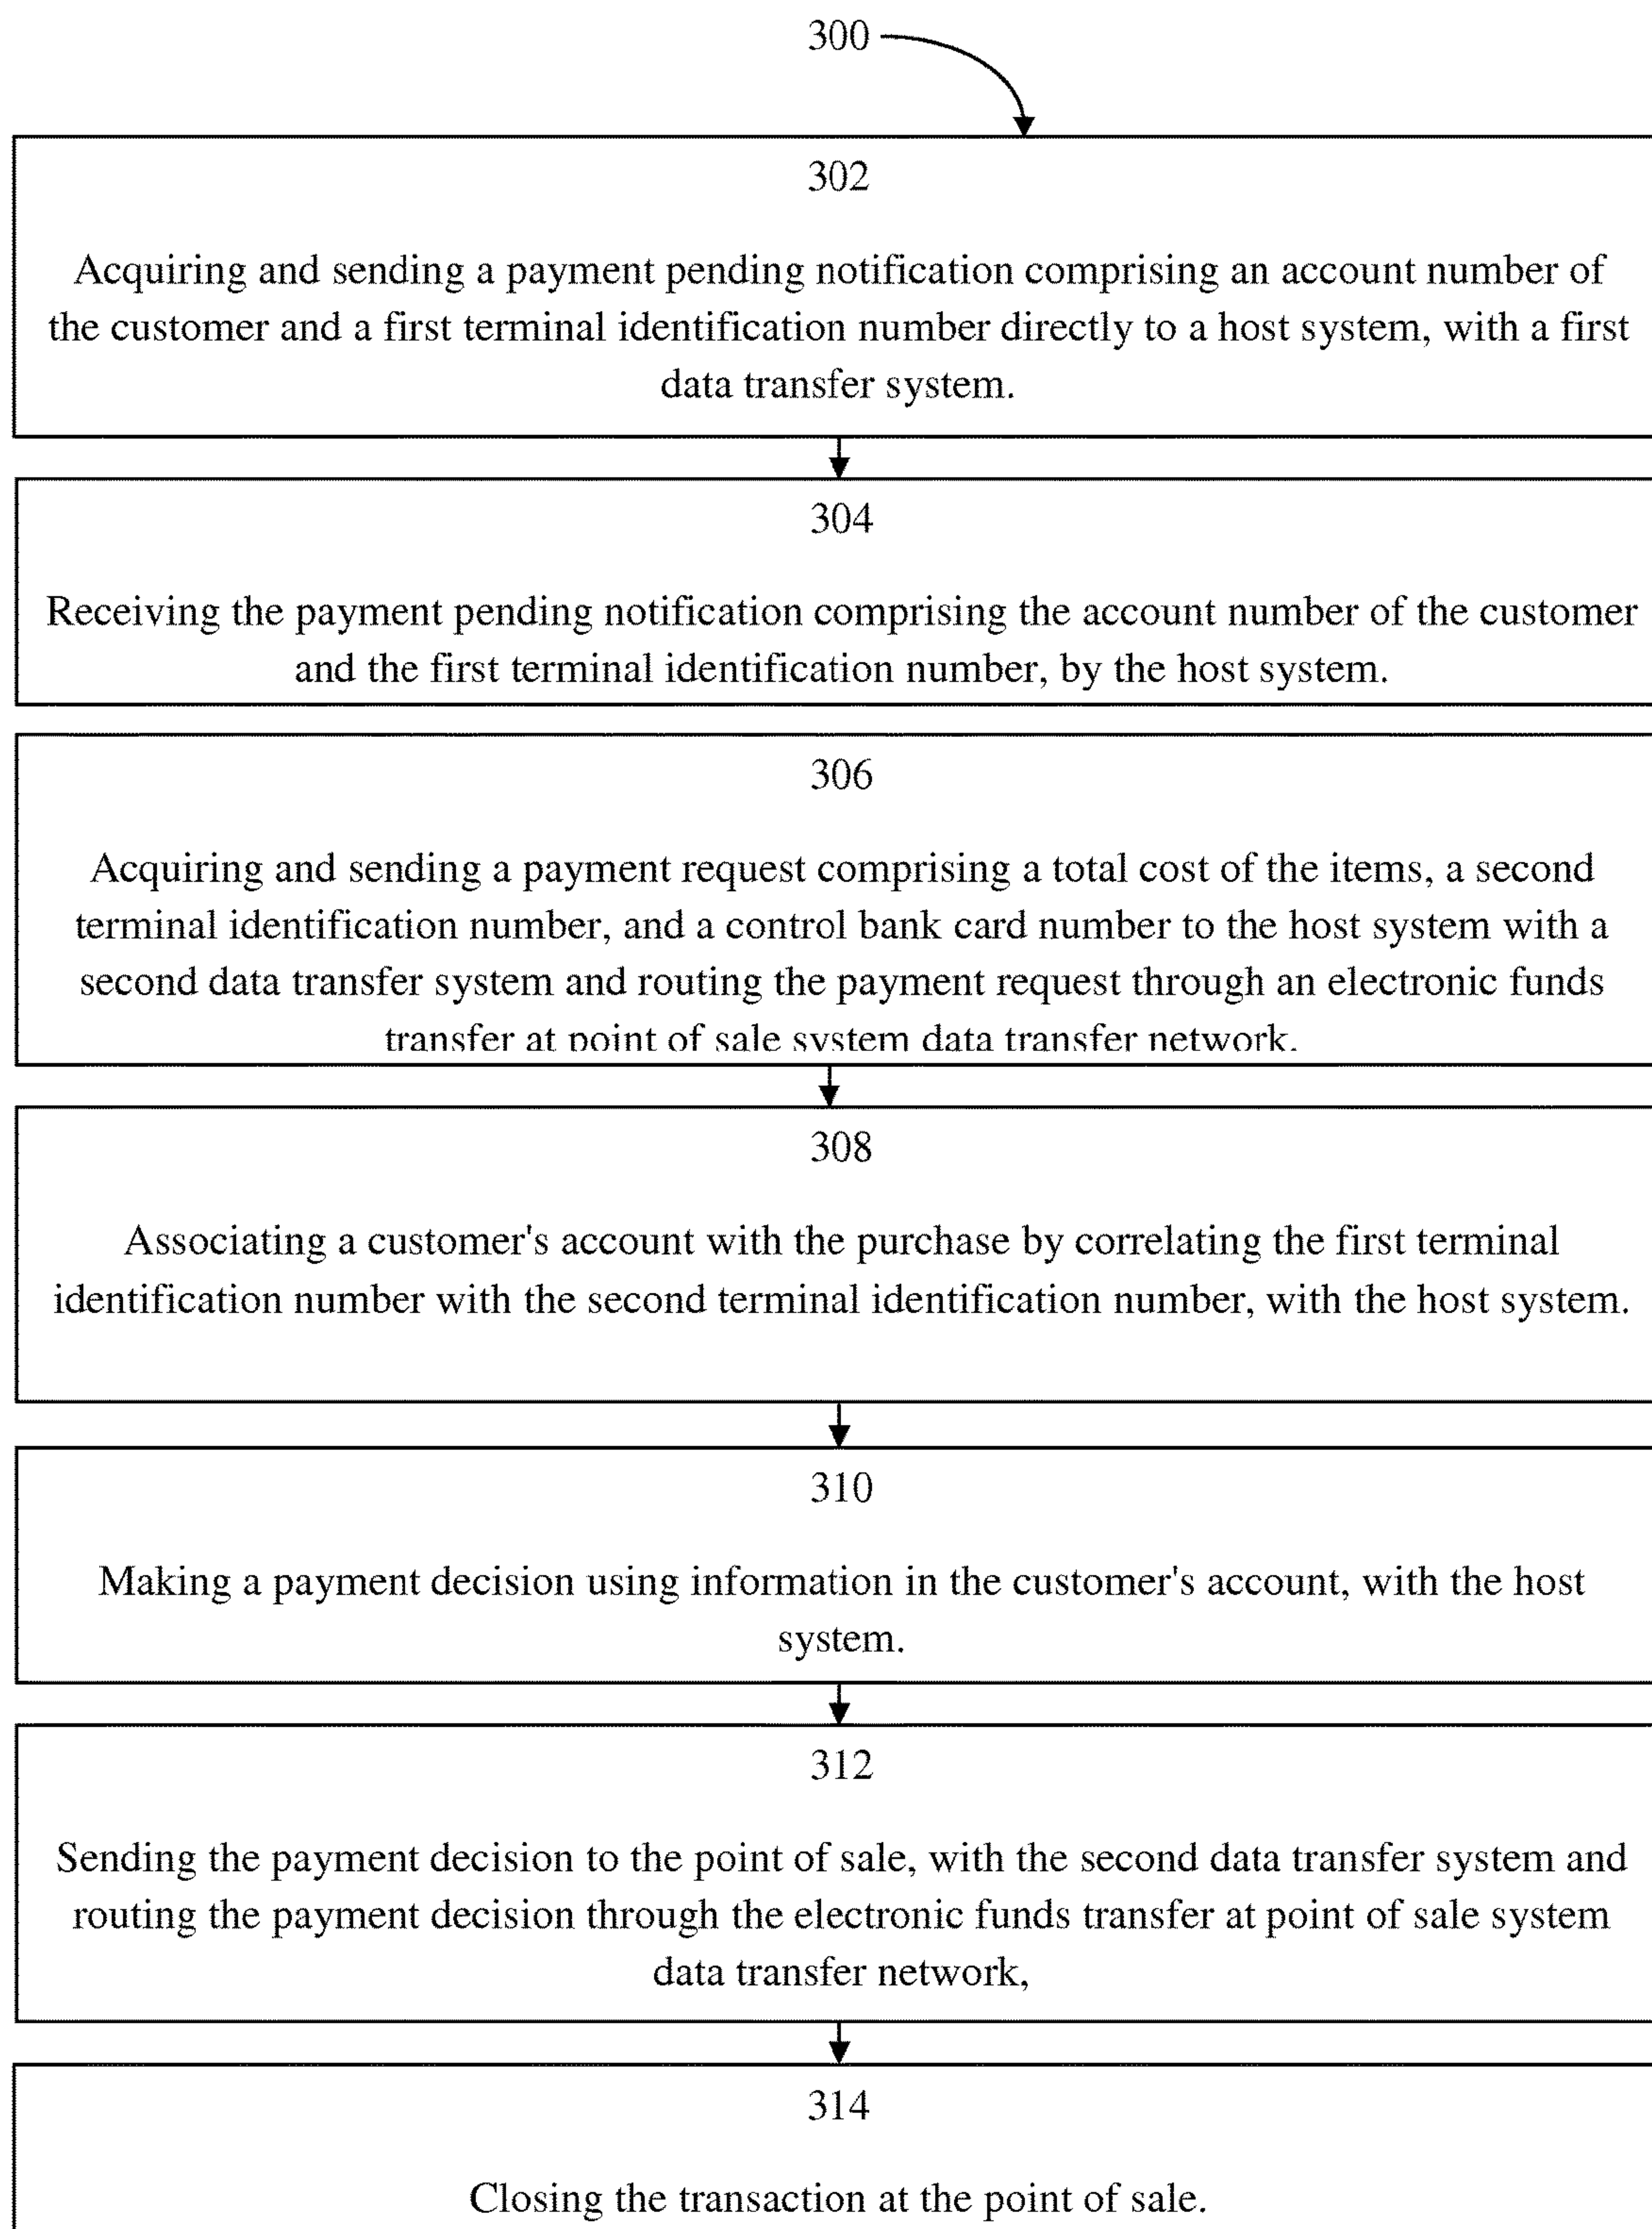 300
302
Acquiring and sending a payment pending notification comprising an account number of
the customer and a first terminal identification number directly to a host system, with a first
data transfer system.
304
Receiving the payment pending notification comprising the account number of the customer
and the first terminal identification number, by the host system.
306
Acquiring and sending a payment request comprising a total cost of the items, a second
terminal identification number, and a control bank card number to the host system with a
second data transfer system and routing the payment request through an electronic funds
transfer at point of sale system data transfer network.
308
Associating a customer's account with the purchase by correlating the first terminal
identification number with the second terminal identification number, with the host system.
310
Making a payment decision using information in the customer's account, with the host
system.
312
Sending the payment decision to the point of sale, with the second data transfer system and
routing the payment decision through the electronic funds transfer at point of sale system
data transfer network,
314
Closing the transaction at the point of sale.